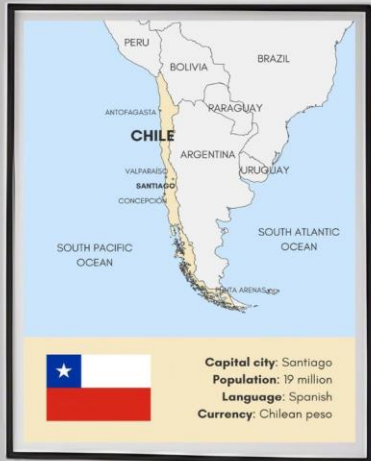 PERU
BRAZIL
BOLIVIA
PARAGUAY
ANTOFAGASTA
CHILE
ARGENTINA
URUGUAY
VALPARAISO
SANTIAGO
CONCEPCIÓN
SOUTH ATLANTIC
OCEAN
SOUTH PACIFIC
OCEAN
PUNTA ARENAS
Capital city: Santiago
Population: 19 million
Language: Spanish
Currency: Chilean peso